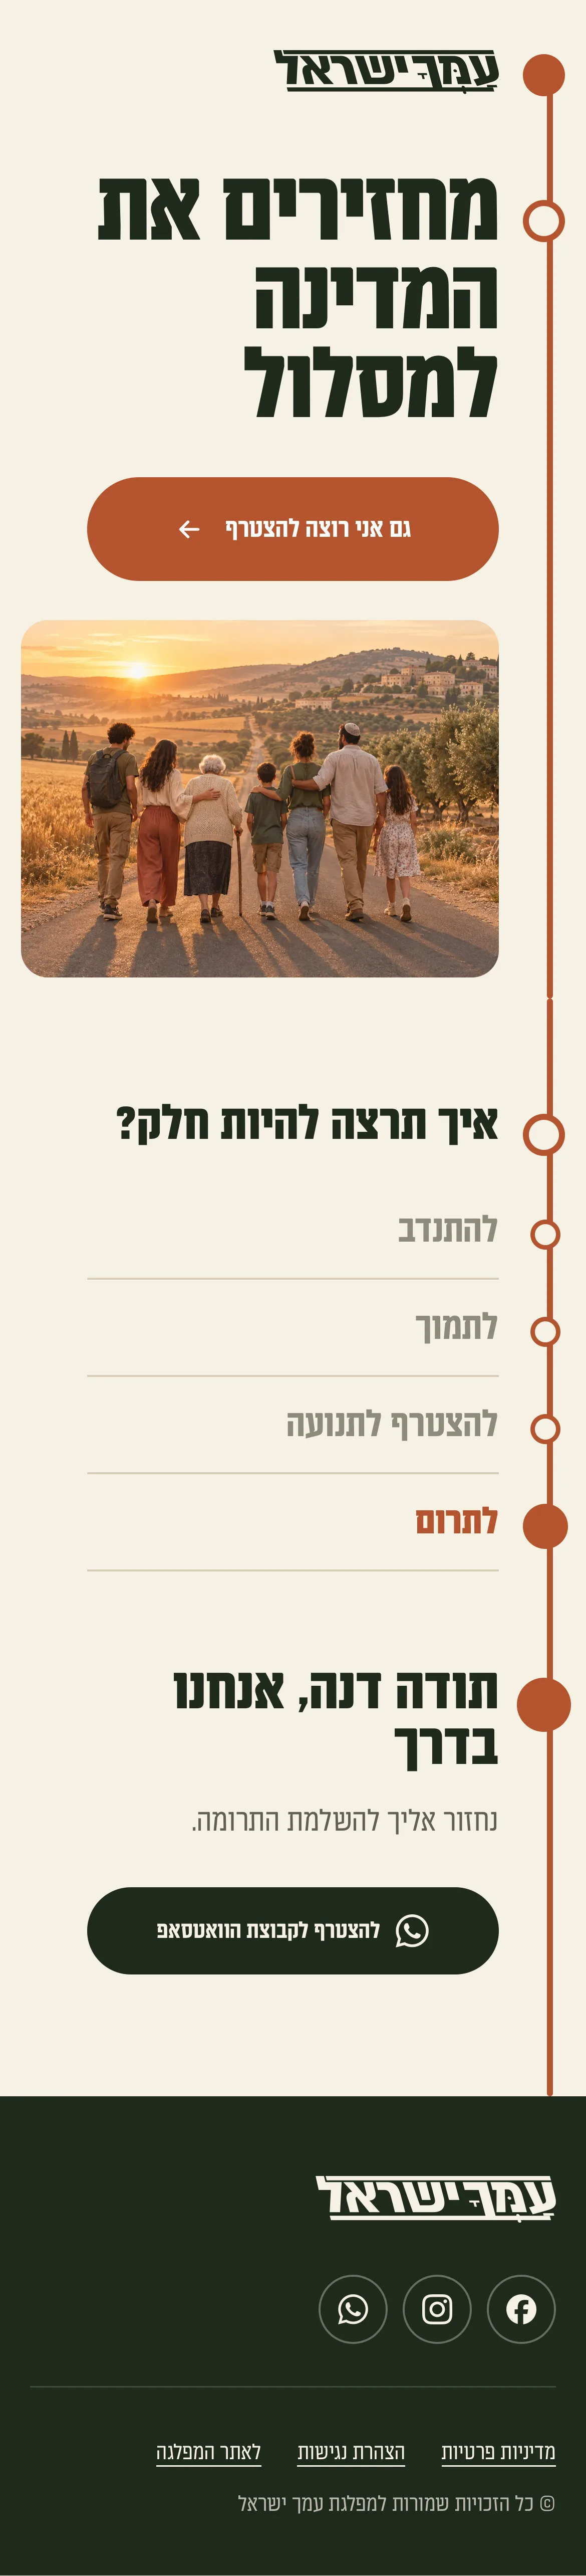 עַמְּךָ ישראל
מחזירים את
המדינה
למסלול
גם אני רוצה להצטרף
איך תרצה להיות חלק?
להתנדב
לתמוך
להצטרף לתנועה
לתרום
תודה דנה, אנחנו
בדרך
נחזור אליך להשלמת התרומה.
להצטרף לקבוצת הוואטסאפ
עַמְּךָ ישראל
מדיניות פרטיות הצהרת נגישות לאתר המפלגה
© כל הזכויות שמורות למפלגת עמך ישראל